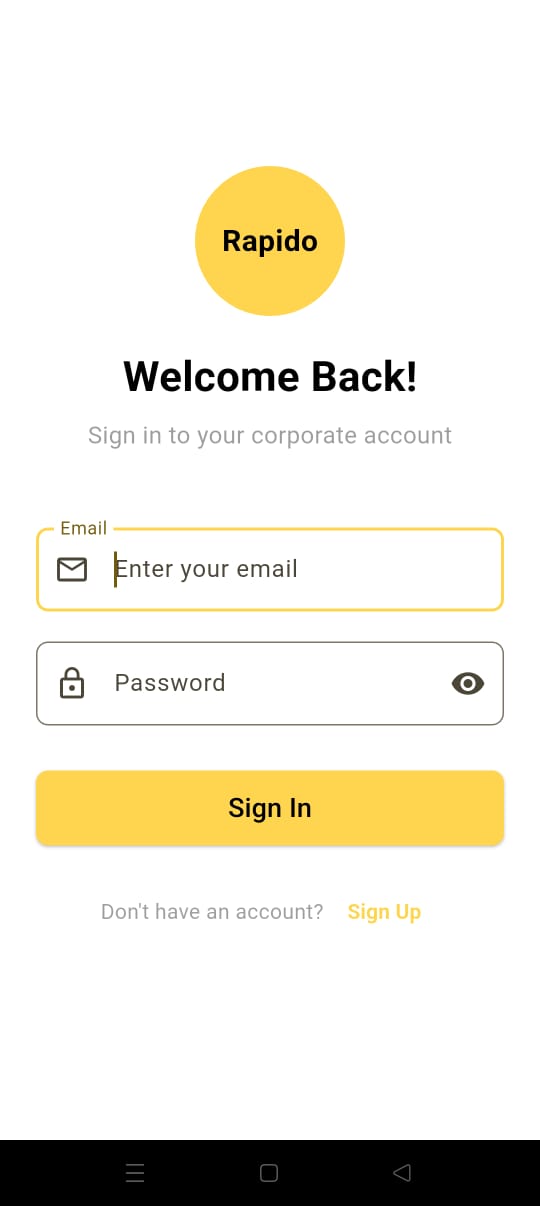 Rapido
Welcome Back!
Sign in to your corporate account
Email
Enter your email
Password
Sign In
Don't have an account? Sign Up